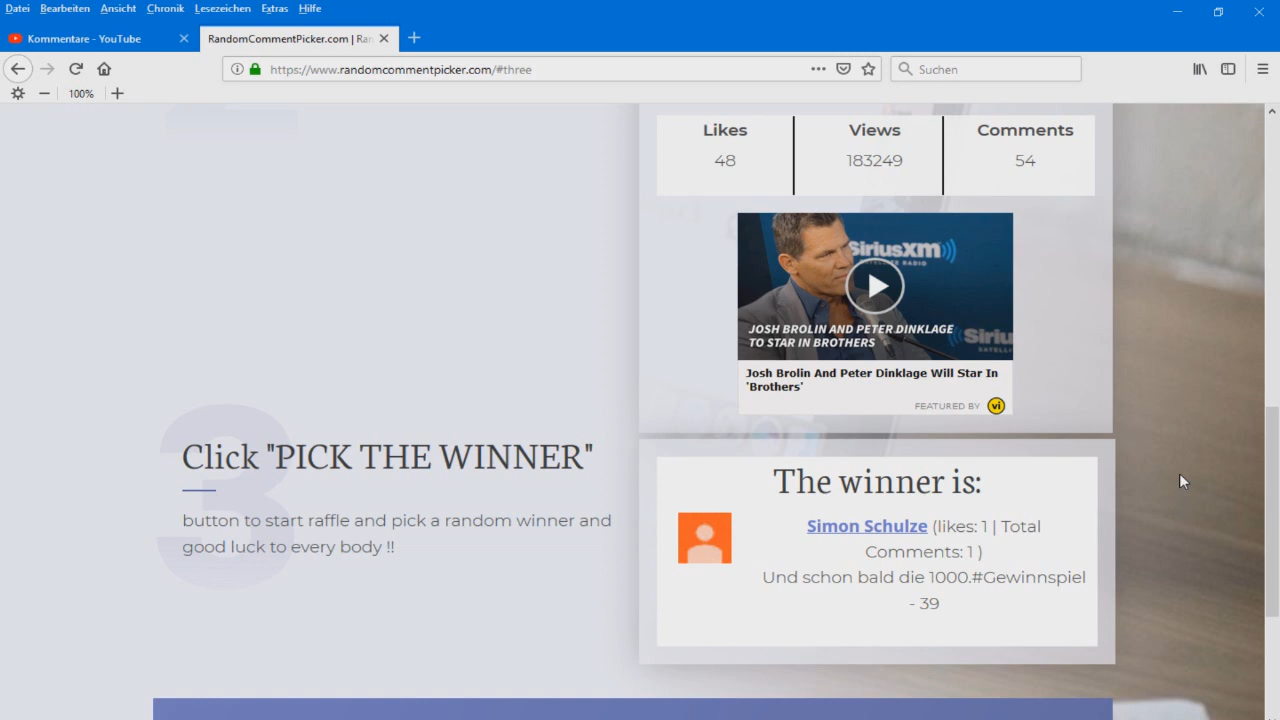 Datei Bearbeiten Ansicht Chronik Lesezeichen Extras Hilfe
Kommentare - YouTube
RandomCommentPicker.com | Ran
https://www.randomcommentpicker.com/#three
Suchen
100%
Likes Views Comments
48 183249 54
SiriusXM
SATELLITE RADIO
JOSH BROLIN AND PETER DINKLAGE
TO STAR IN BROTHERS
Josh Brolin And Peter Dinklage Will Star In
'Brothers'
FEATURED BY vi
3
Click "PICK THE WINNER"
button to start raffle and pick a random winner and
good luck to every body !!
The winner is:
Simon Schulze (likes: 1 | Total
Comments: 1 )
Und schon bald die 1000.#Gewinnspiel
- 39